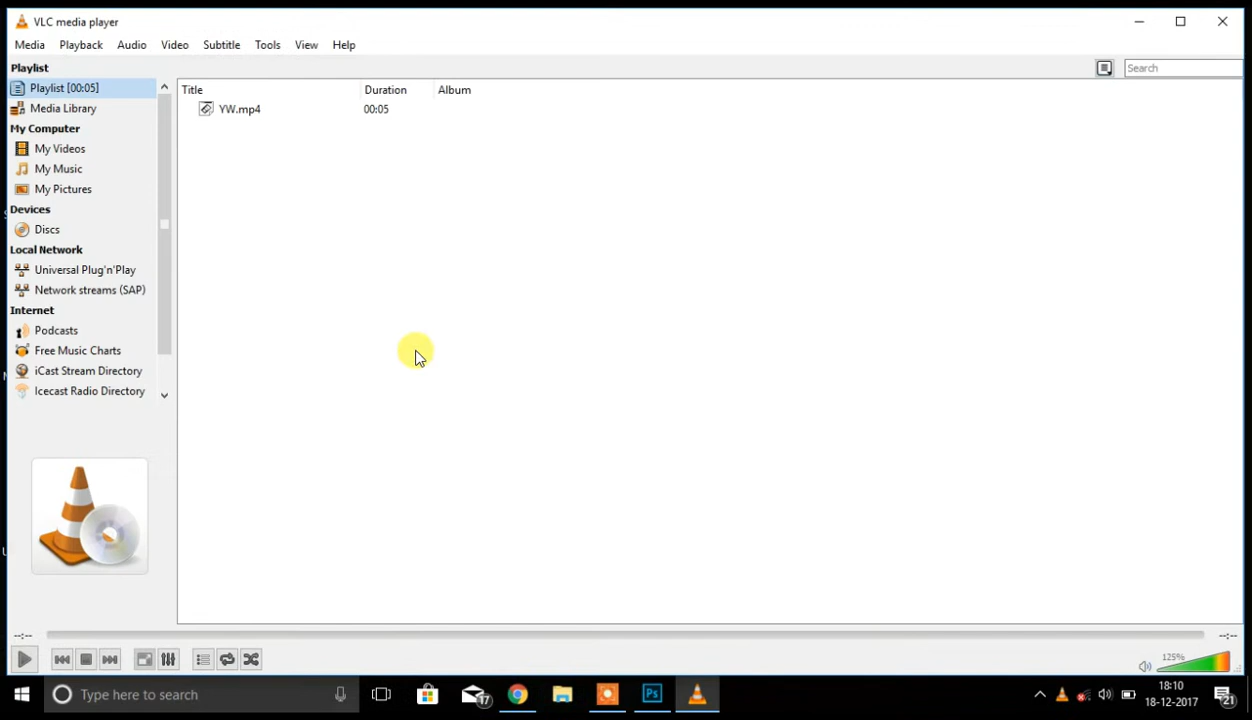 VLC media player
Media Playback Audio Video Subtitle Tools View Help
Playlist
Search
Playlist [00:05]
Media Library
My Computer
My Videos
My Music
My Pictures
Devices
Discs
Local Network
Universal Plug'n'Play
Network streams (SAP)
Internet
Podcasts
Free Music Charts
iCast Stream Directory
Icecast Radio Directory
Title Duration Album
YW.mp4 00:05
--:-- --:--
125%
Type here to search
17
Ps
18:10
18-12-2017
21